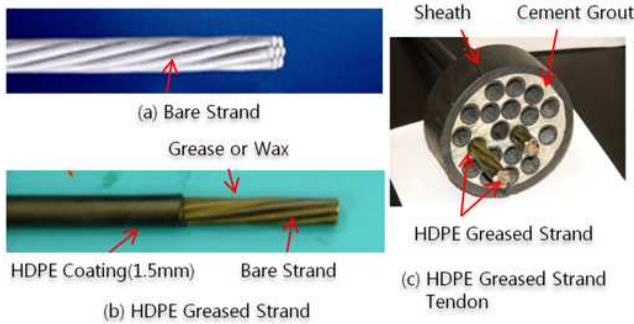 (a) Bare Strand
Grease or Wax
HDPE Coating(1.5mm)
Bare Strand
(b) HDPE Greased Strand
Sheath
Cement Grout
HDPE Greased Strand
(c) HDPE Greased Strand
Tendon